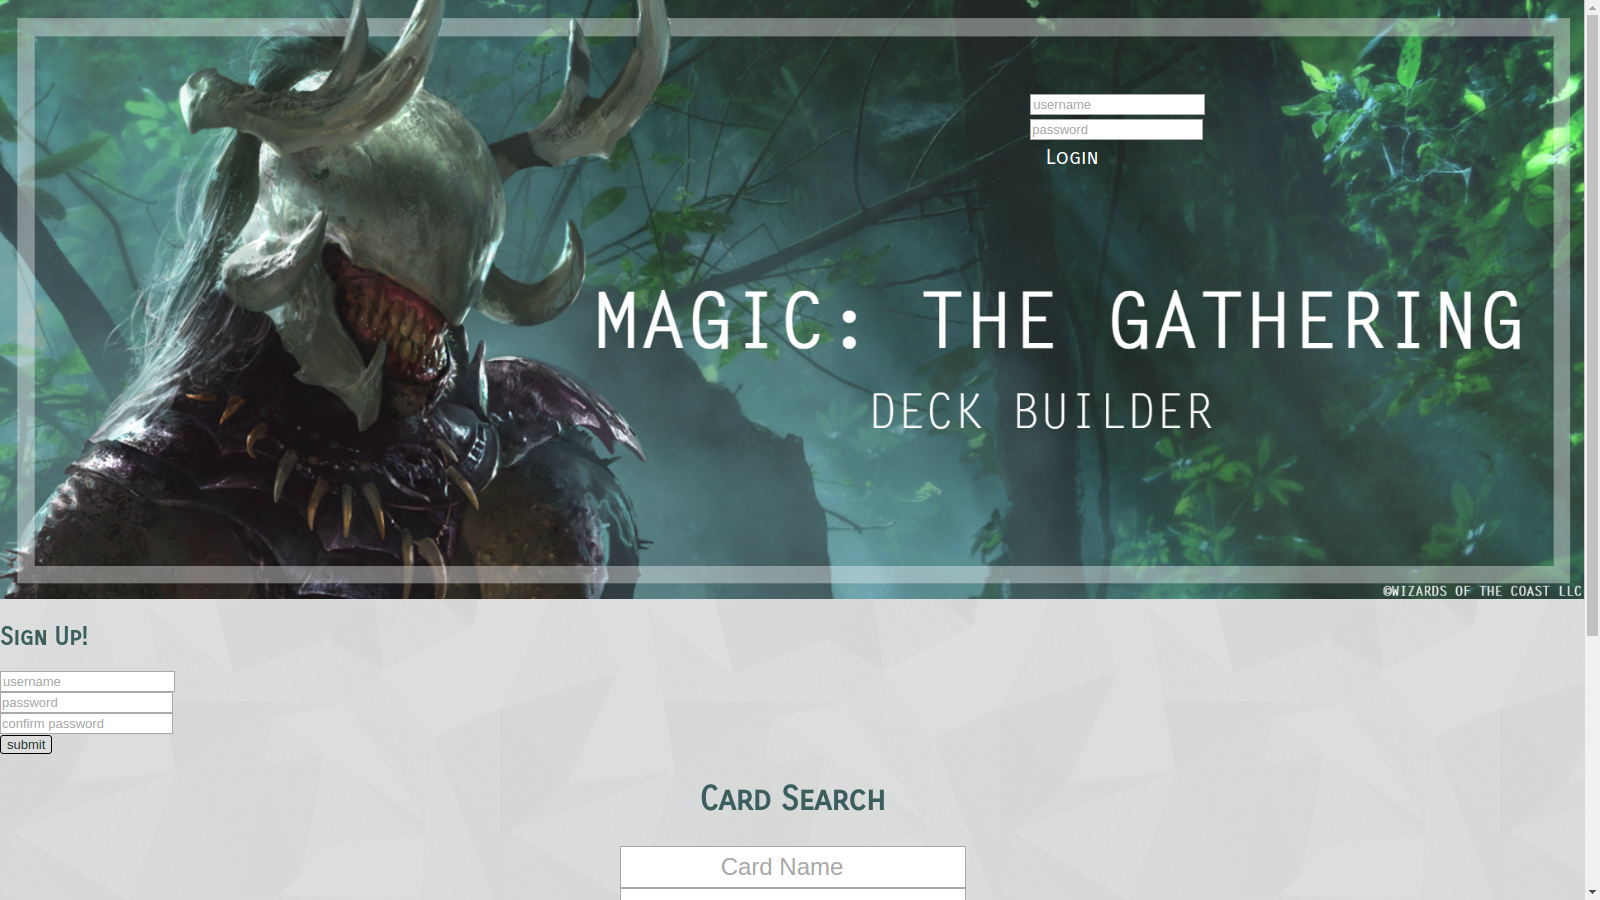 username
password
Login
MAGIC: THE GATHERING
DECK BUILDER
©WIZARDS OF THE COAST LLC
Sign Up!
username
password
confirm password
submit
Card Search
Card Name